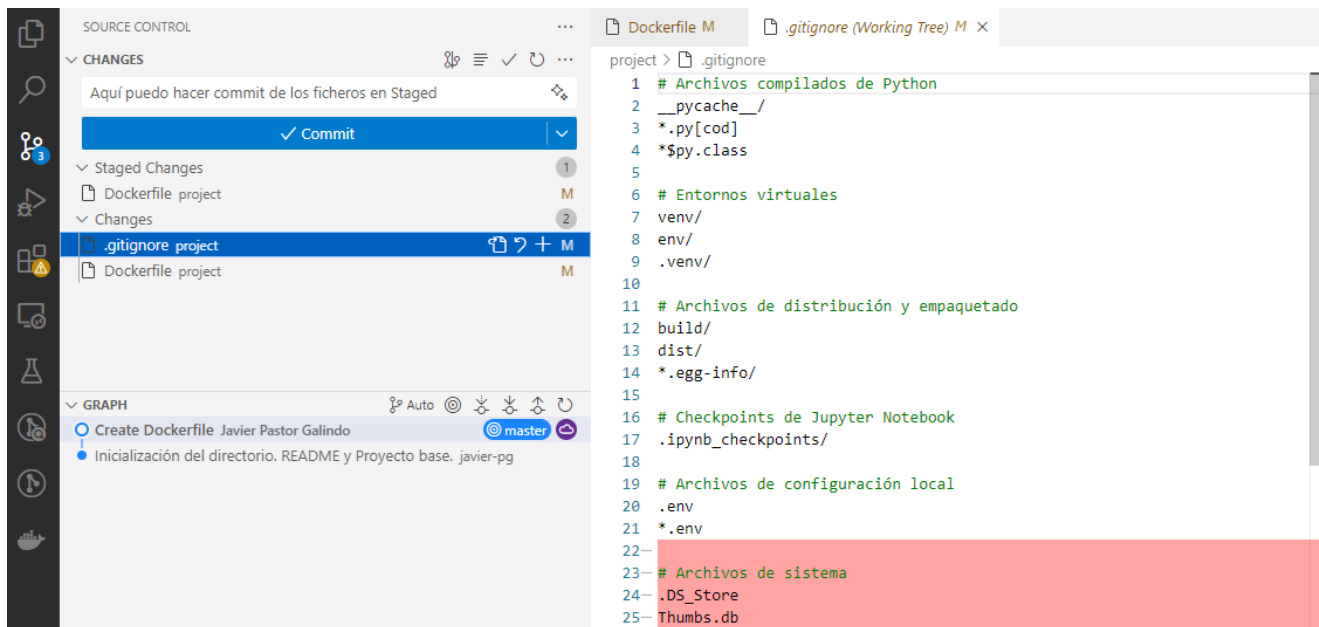 SOURCE CONTROL
CHANGES
Aquí puedo hacer commit de los ficheros en Staged
Commit
Staged Changes 1
Dockerfile project M
Changes 2
.gitignore project M
Dockerfile project M
3
GRAPH Auto
Create Dockerfile Javier Pastor Galindo master
Inicialización del directorio. README y Proyecto base. javier-pg
Dockerfile M .gitignore (Working Tree) M
project > .gitignore
1 # Archivos compilados de Python
2 __pycache__/
3 *.py[cod]
4 *$py.class
5
6 # Entornos virtuales
7 venv/
8 env/
9 .venv/
10
11 # Archivos de distribución y empaquetado
12 build/
13 dist/
14 *.egg-info/
15
16 # Checkpoints de Jupyter Notebook
17 .ipynb_checkpoints/
18
19 # Archivos de configuración local
20 .env
21 *.env
22—
23— # Archivos de sistema
24— .DS_Store
25— Thumbs.db